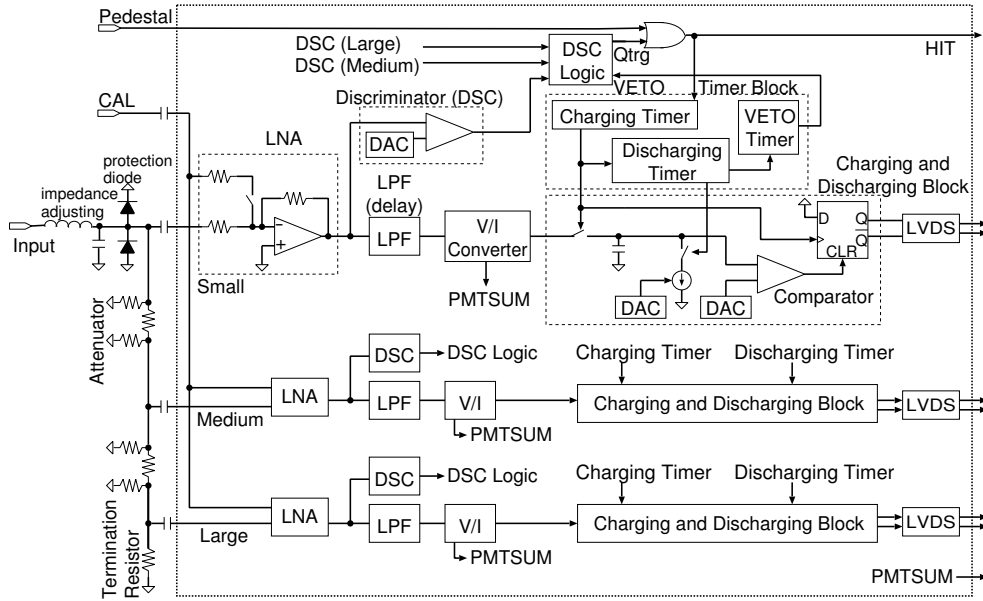 Pedestal
HIT
DSC (Large)
DSC (Medium)
DSC
Logic
Qtrg
CAL
Discriminator (DSC)
DAC
VETO
Timer Block
Charging Timer
VETO
Timer
Discharging
Timer
LNA
protection
diode
impedance
adjusting
Input
LPF
(delay)
LPF
V/I
Converter
PMTSUM
Small
Charging and
Discharging Block
D
Q
Q
CLR
LVDS
DAC
DAC
Comparator
Attenuator
DSC
DSC Logic
Charging Timer
Discharging Timer
LNA
LPF
V/I
Charging and Discharging Block
LVDS
Medium
PMTSUM
DSC
DSC Logic
Charging Timer
Discharging Timer
LNA
LPF
V/I
Charging and Discharging Block
LVDS
Large
PMTSUM
Termination
Resistor
PMTSUM